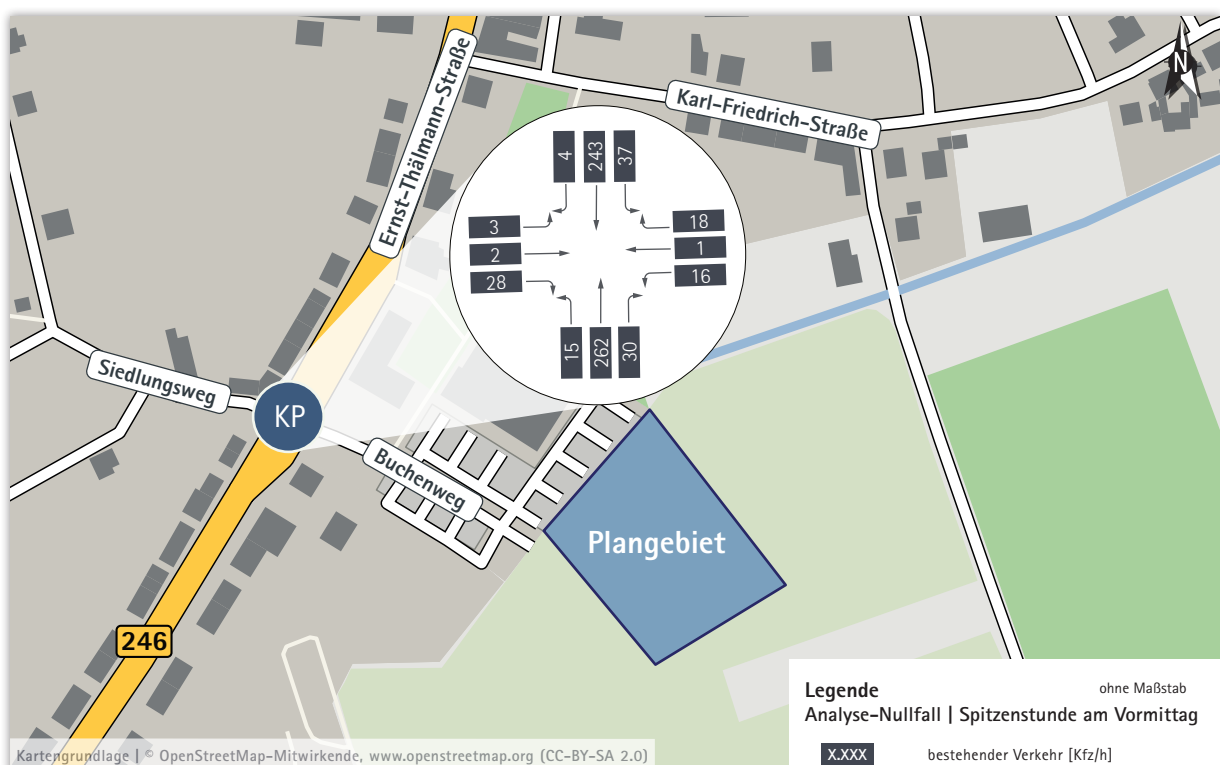 N
Karl-Friedrich-Straße
Ernst-Thälmann-Straße
4
243
37
3
18
2
1
28
16
15
262
30
Siedlungsweg
KP
Buchenweg
Plangebiet
246
Legende
ohne Maßstab
Analyse-Nullfall | Spitzenstunde am Vormittag
X.XXX bestehender Verkehr [Kfz/h]
Kartengrundlage | © OpenStreetMap-Mitwirkende, www.openstreetmap.org (CC-BY-SA 2.0)